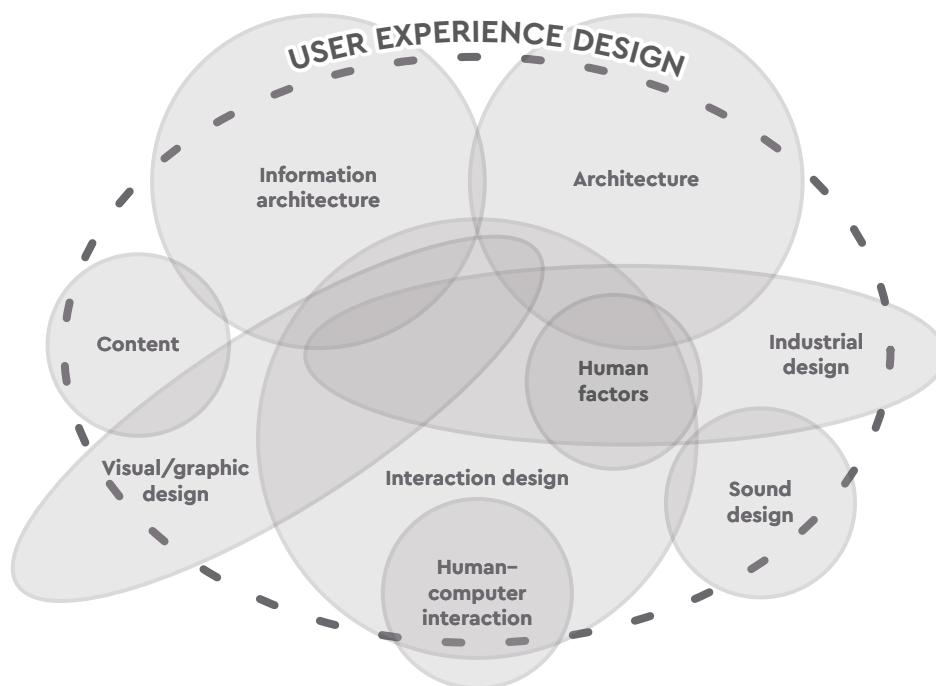 USER EXPERIENCE DESIGN
Information
architecture
Architecture
Content
Human
factors
Industrial
design
Visual/graphic
design
Interaction design
Sound
design
Human–
computer
interaction